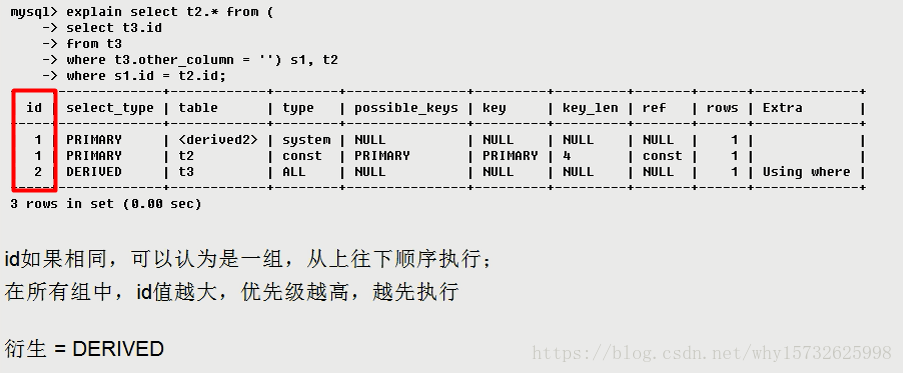 mysql> explain select t2.* from (
    -> select t3.id
    -> from t3
    -> where t3.other_column = '') s1, t2
    -> where s1.id = t2.id;
+----+-------------+------------+--------+---------------+---------+---------+-------+------+-------------+
| id | select_type | table      | type   | possible_keys | key     | key_len | ref   | rows | Extra       |
+----+-------------+------------+--------+---------------+---------+---------+-------+------+-------------+
|  1 | PRIMARY     | <derived2> | system | NULL          | NULL    | NULL    | NULL  |    1 |             |
|  1 | PRIMARY     | t2         | const  | PRIMARY       | PRIMARY | 4       | const |    1 |             |
|  2 | DERIVED     | t3         | ALL    | NULL          | NULL    | NULL    | NULL  |    1 | Using where |
+----+-------------+------------+--------+---------------+---------+---------+-------+------+-------------+
3 rows in set (0.00 sec)
id如果相同，可以认为是一组，从上往下顺序执行；
在所有组中，id值越大，优先级越高，越先执行
衍生 = DERIVED
https://blog.csdn.net/why15732625998